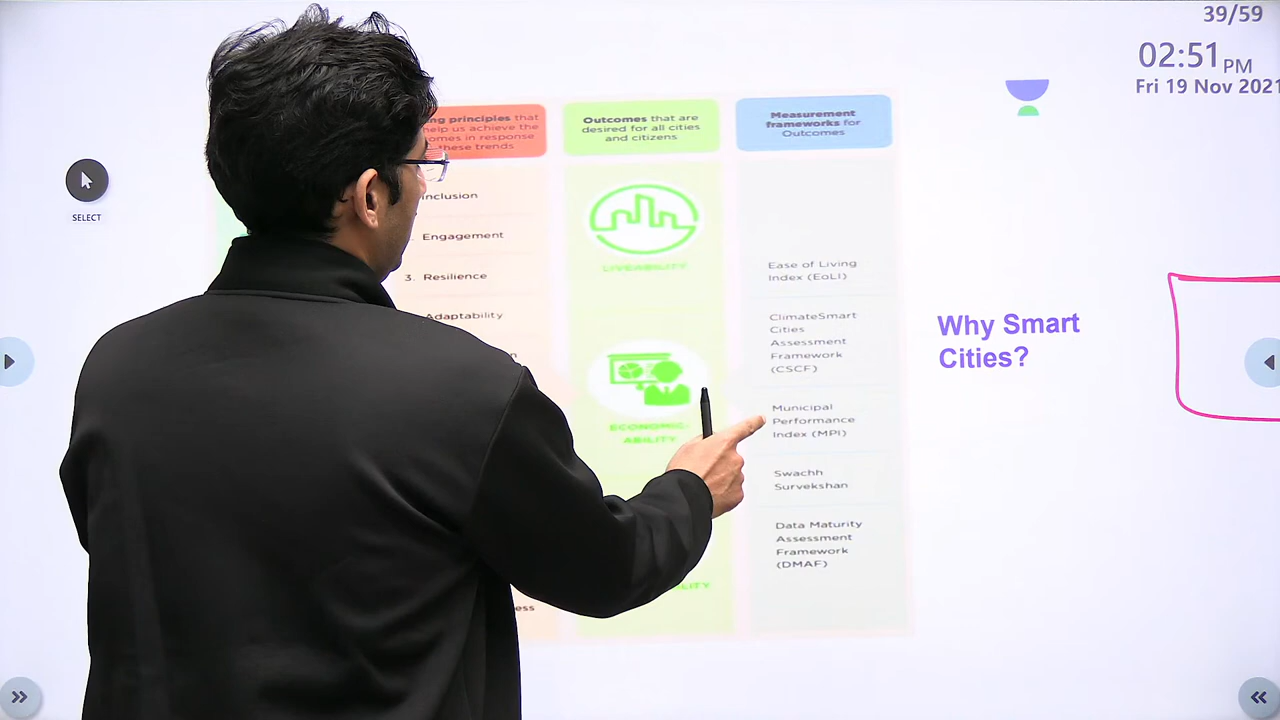 39/59
02:51 PM
Fri 19 Nov 2021
SELECT
principles that
help us achieve the
in response
these trends
Inclusion
Engagement
3. Resilience
Adaptability
Outcomes that are
desired for all cities
and citizens
LIVEABILITY
ECONOMIC-
ABILITY
Measurement
frameworks for
Outcomes
Ease of Living
Index (EoLI)
ClimateSmart
Cities
Assessment
Framework
(CSCF)
Municipal
Performance
Index (MPI)
Swachh
Survekshan
Data Maturity
Assessment
Framework
(DMAF)
Why Smart
Cities?